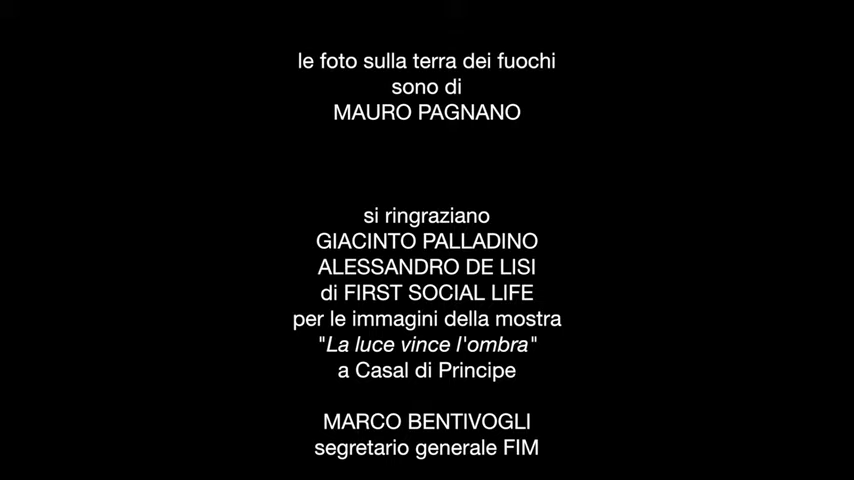 le foto sulla terra dei fuochi
sono di
MAURO PAGNANO
si ringraziano
GIACINTO PALLADINO
ALESSANDRO DE LISI
di FIRST SOCIAL LIFE
per le immagini della mostra
"La luce vince l'ombra"
a Casal di Principe
MARCO BENTIVOGLI
segretario generale FIM